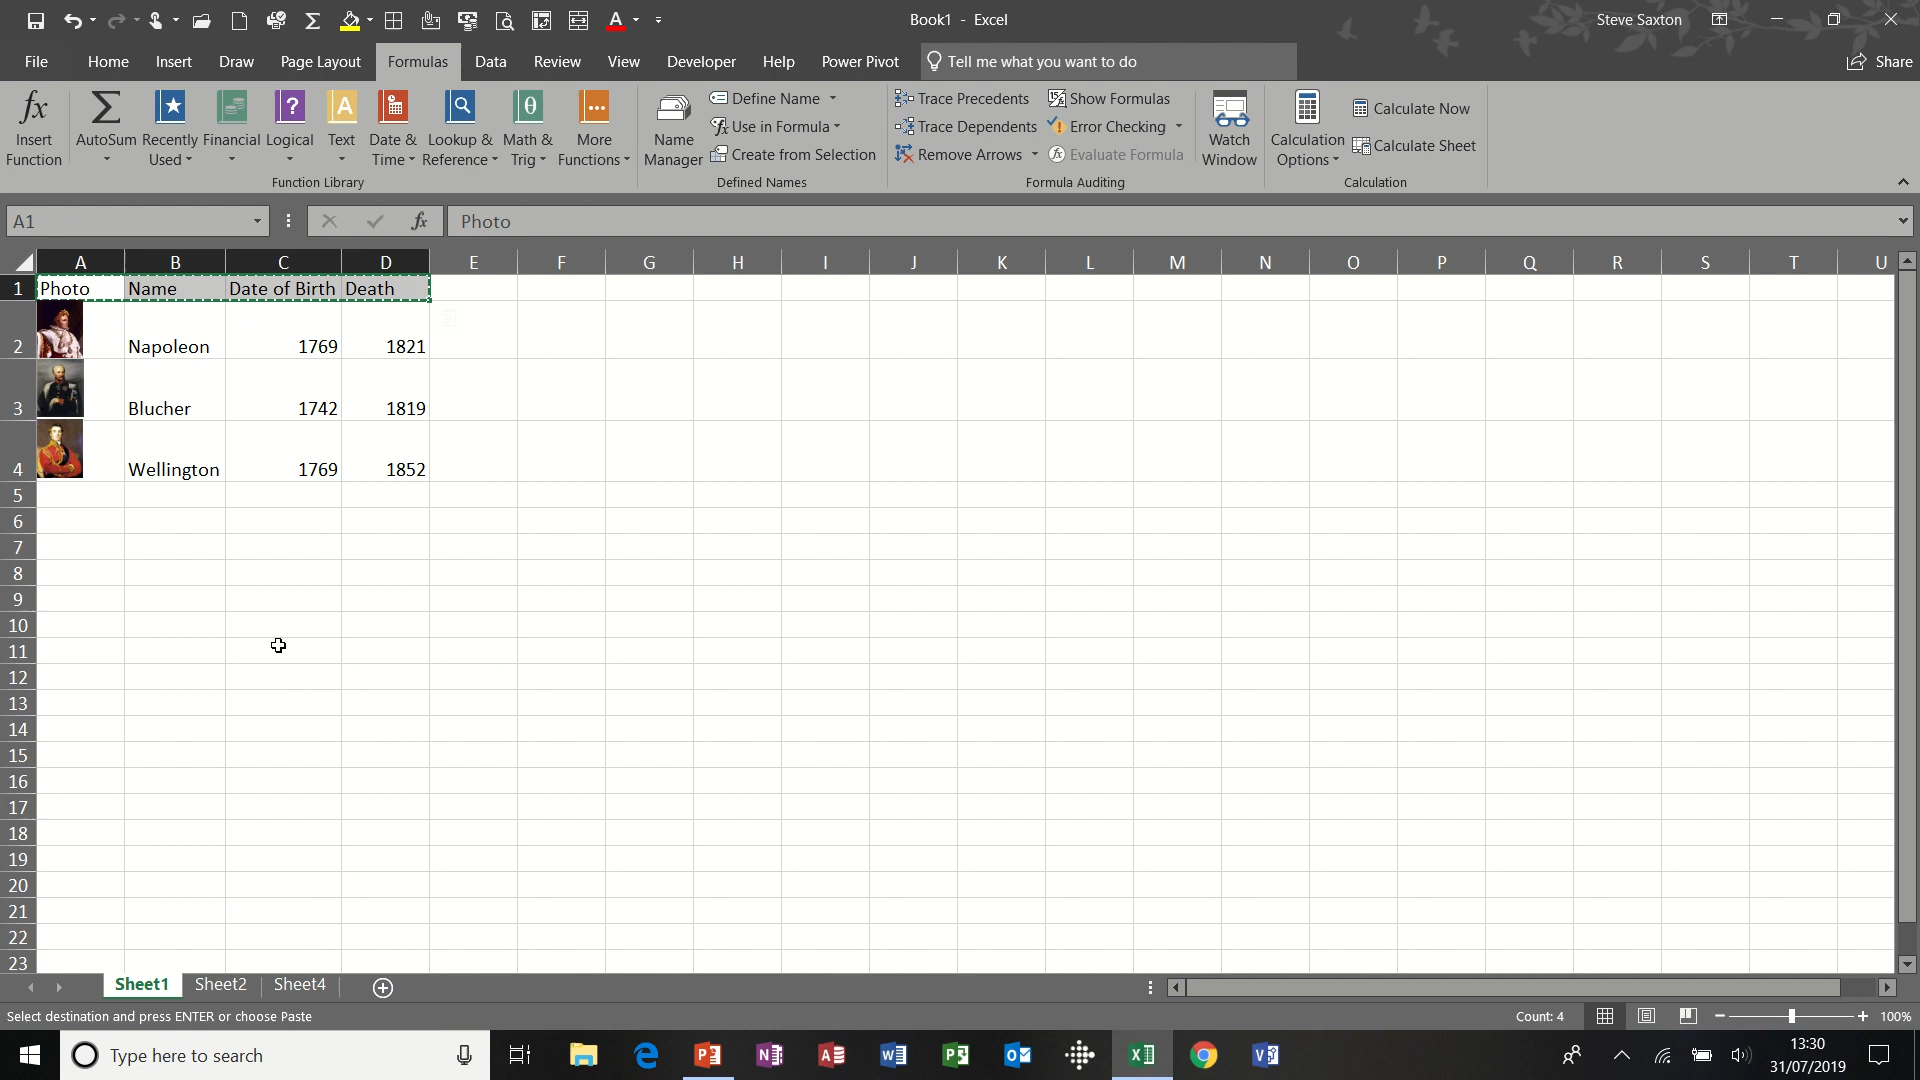 Book1 - Excel
Steve Saxton
File Home Insert Draw Page Layout Formulas Data Review View Developer Help Power Pivot Tell me what you want to do Share
Insert Function
AutoSum
Recently Used
Financial
Logical
Text
Date & Time
Lookup & Reference
Math & Trig
More Functions
Function Library
Name Manager
Define Name
Use in Formula
Create from Selection
Defined Names
Trace Precedents
Trace Dependents
Remove Arrows
Show Formulas
Error Checking
Evaluate Formula
Formula Auditing
Watch Window
Calculation Options
Calculate Now
Calculate Sheet
Calculation
A1 fx Photo
A B C D E F G H I J K L M N O P Q R S T U
1 Photo Name Date of Birth Death
2 Napoleon 1769 1821
3 Blucher 1742 1819
4 Wellington 1769 1852
5
6
7
8
9
10
11
12
13
14
15
16
17
18
19
20
21
22
23
Sheet1 Sheet2 Sheet4
Select destination and press ENTER or choose Paste Count: 4 100%
Type here to search
13:30
31/07/2019